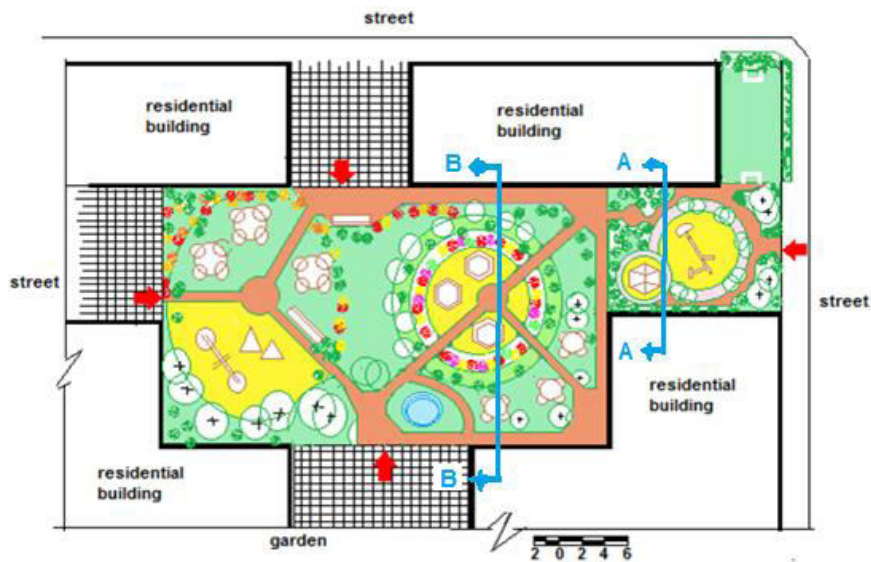 street
residential
building
residential
building
B
A
street
street
A
residential
building
residential
building
B
garden
2 0 2 4 6